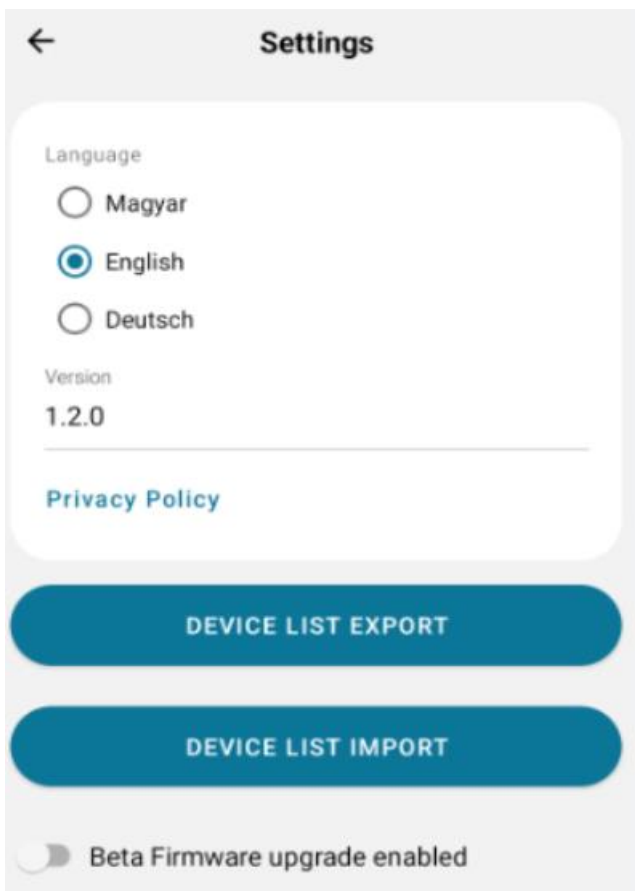 Settings
Language
Magyar
English
Deutsch
Version
1.2.0
Privacy Policy
DEVICE LIST EXPORT
DEVICE LIST IMPORT
Beta Firmware upgrade enabled